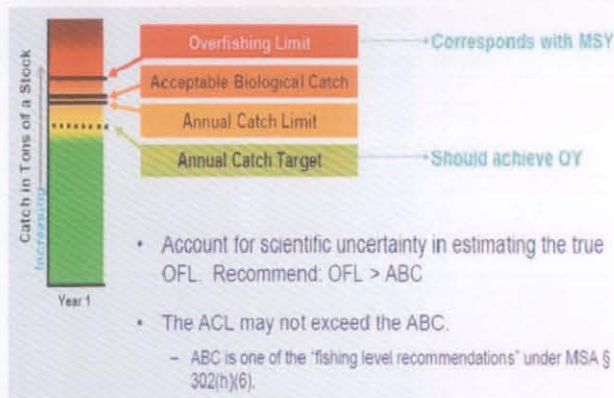 Catch in Tons of a Stock
Increasing
Year 1
Overfishing Limit
Corresponds with MSY
Acceptable Biological Catch
Annual Catch Limit
Annual Catch Target
Should achieve OY
• Account for scientific uncertainty in estimating the true
OFL. Recommend: OFL > ABC
• The ACL may not exceed the ABC.
– ABC is one of the "fishing level recommendations" under MSA §
302(h)(6).